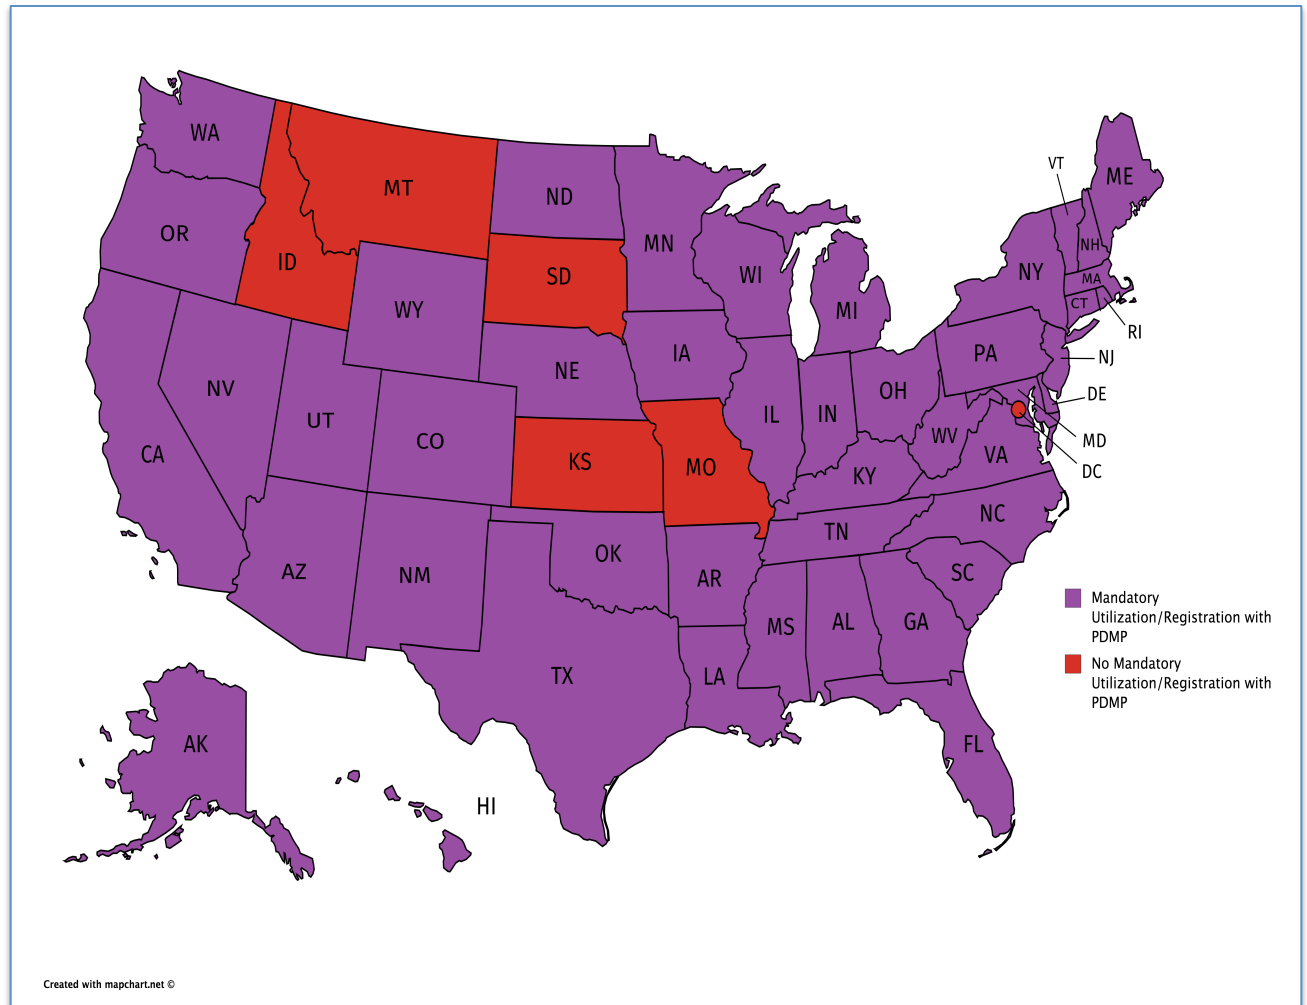 WA
MT
ND
VT
ME
OR
ID
SD
MN
WI
MI
NY
NH
MA
CT
RI
WY
NE
IA
PA
NJ
NV
UT
CO
IL
IN
OH
DE
CA
KS
MO
WV
VA
MD
DC
KY
AZ
NM
OK
AR
TN
NC
SC
MS
AL
GA
TX
LA
AK
HI
FL
Mandatory
Utilization/Registration with
PDMP
No Mandatory
Utilization/Registration with
PDMP
Created with mapchart.net ©